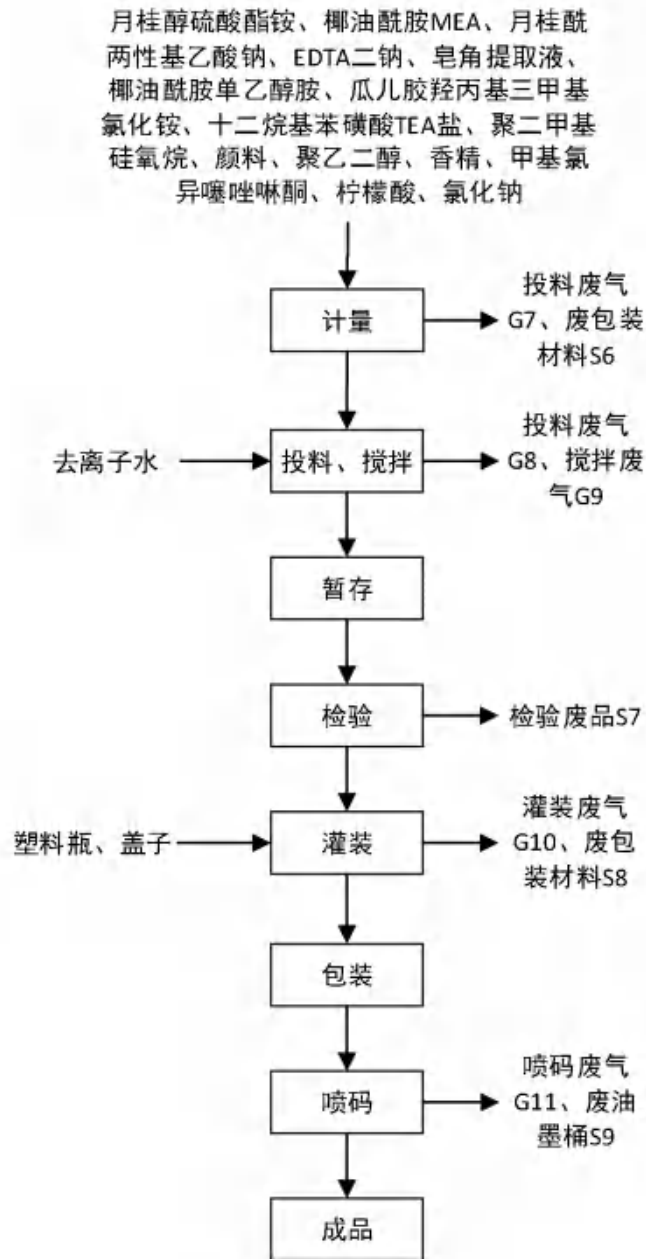 月桂醇硫酸酯铵、椰油酰胺MEA、月桂酰
两性基乙酸钠、EDTA二钠、皂角提取液、
椰油酰胺单乙醇胺、瓜儿胶羟丙基三甲基
氯化铵、十二烷基苯磺酸TEA盐、聚二甲基
硅氧烷、颜料、聚乙二醇、香精、甲基氯
异噻唑啉酮、柠檬酸、氯化钠
计量
投料废气
G7、废包装
材料S6
去离子水
投料、搅拌
投料废气
G8、搅拌废
气G9
暂存
检验
检验废品S7
塑料瓶、盖子
灌装
灌装废气
G10、废包
装材料S8
包装
喷码
喷码废气
G11、废油
墨桶S9
成品